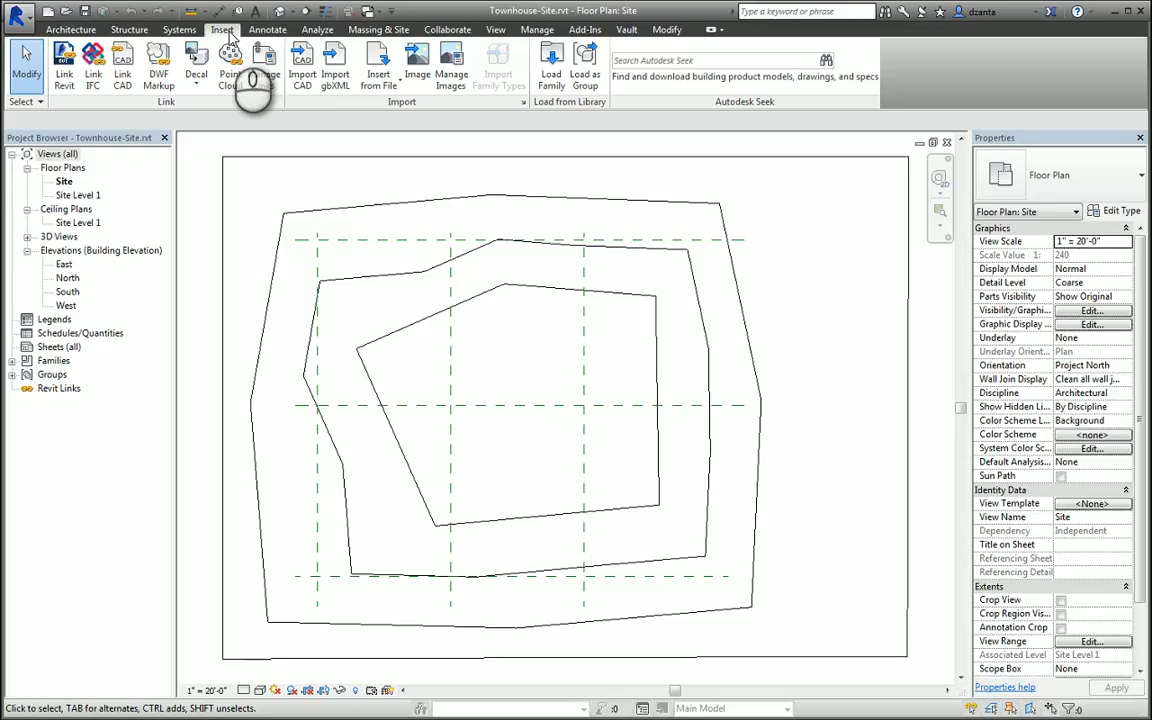 Townhouse-Site.rvt - Floor Plan: Site
Type a keyword or phrase
dzanta
Architecture Structure Systems Insert Annotate Analyze Massing & Site Collaborate View Manage Add-Ins Vault Modify
Modify
Link Revit
Link IFC
Link CAD
DWF Markup
Decal
Point Cloud
Import CAD
Import gbXML
Insert from File
Image
Manage Images
Import Family Types
Load Family
Load as Group
Search Autodesk Seek
Find and download building product models, drawings, and specs
Select Link Import Load from Library Autodesk Seek
Project Browser - Townhouse-Site.rvt
Views (all)
Floor Plans
Site
Site Level 1
Ceiling Plans
Site Level 1
3D Views
Elevations (Building Elevation)
East
North
South
West
Legends
Schedules/Quantities
Sheets (all)
Families
Groups
Revit Links
2D
Properties
Floor Plan
Floor Plan: Site Edit Type
Graphics
View Scale 1" = 20'-0"
Scale Value 1: 240
Display Model Normal
Detail Level Coarse
Parts Visibility Show Original
Visibility/Graphi... Edit...
Graphic Display ... Edit...
Underlay None
Underlay Orient... Plan
Orientation Project North
Wall Join Display Clean all wall j...
Discipline Architectural
Show Hidden Li... By Discipline
Color Scheme L... Background
Color Scheme <none>
System Color Sc... Edit...
Default Analysis... None
Sun Path
Identity Data
View Template <None>
View Name Site
Dependency Independent
Title on Sheet
Referencing Sheet
Referencing Detail
Extents
Crop View
Crop Region Vis...
Annotation Crop
View Range Edit...
Associated Level Site Level 1
Scope Box None
Properties help Apply
1" = 20'-0"
Click to select, TAB for alternates, CTRL adds, SHIFT unselects.
:0
Main Model
:0